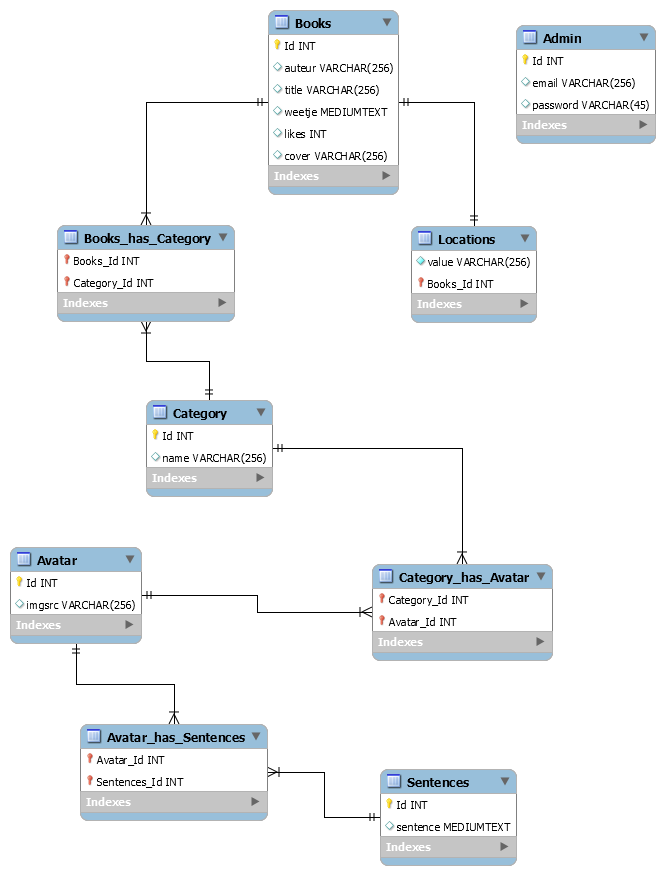 Books
Id INT
auteur VARCHAR(256)
title VARCHAR(256)
weetje MEDIUMTEXT
likes INT
cover VARCHAR(256)
Indexes
Admin
Id INT
email VARCHAR(256)
password VARCHAR(45)
Indexes
Books_has_Category
Books_Id INT
Category_Id INT
Indexes
Locations
value VARCHAR(256)
Books_Id INT
Indexes
Category
Id INT
name VARCHAR(256)
Indexes
Avatar
Id INT
imgsrc VARCHAR(256)
Indexes
Category_has_Avatar
Category_Id INT
Avatar_Id INT
Indexes
Avatar_has_Sentences
Avatar_Id INT
Sentences_Id INT
Indexes
Sentences
Id INT
sentence MEDIUMTEXT
Indexes